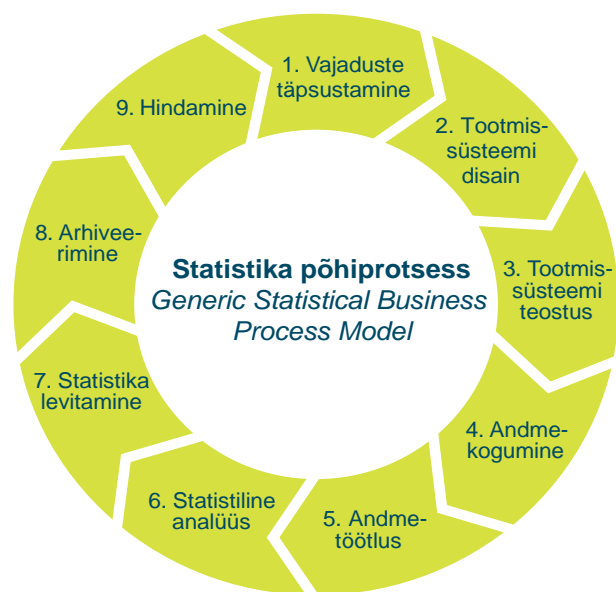 1. Vajaduste
täpsustamine
2. Tootmis-
süsteemi
disain
3. Tootmis-
süsteemi
teostus
4. Andme-
kogumine
5. Andme-
töötlus
6. Statistiline
analüüs
7. Statistika
levitamine
8. Arhivee-
rimine
9. Hindamine
Statistika põhiprotsess
Generic Statistical Business
Process Model